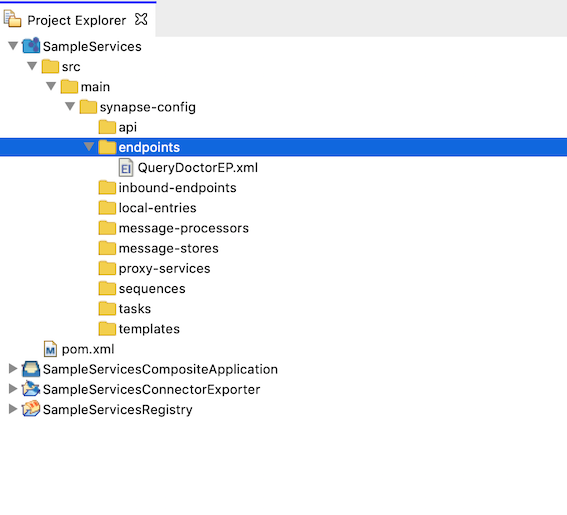 Project Explorer
SampleServices
src
main
synapse-config
api
endpoints
EI QueryDoctorEP.xml
inbound-endpoints
local-entries
message-processors
message-stores
proxy-services
sequences
tasks
templates
M pom.xml
SampleServicesCompositeApplication
SampleServicesConnectorExporter
SampleServicesRegistry